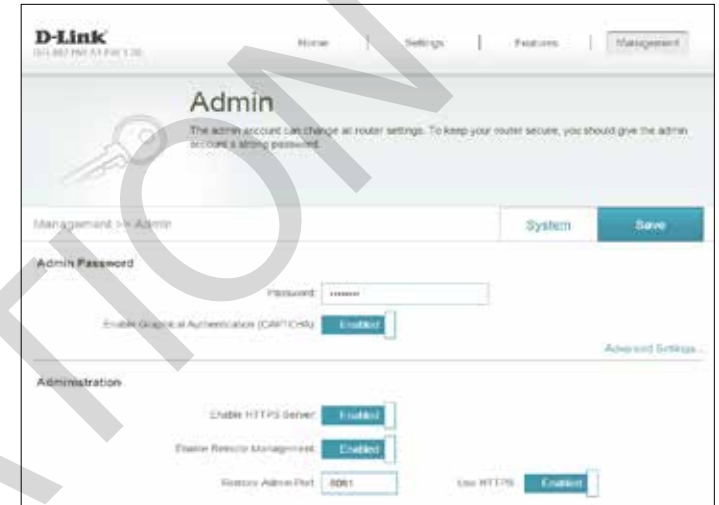 D-Link
Home | Settings | Features | Management
Admin
The admin account can change all router settings. To keep your router secure, you should give the admin
account a strong password.
Management >> Admin
System
Save
Admin Password
Password:
Enable Graphical Authentication (CAPTCHA): Enabled
Advanced Settings...
Administration
Enable HTTPS Server: Enabled
Enable Remote Management: Enabled
Remote Admin Port: 8081 Use HTTPS: Enabled